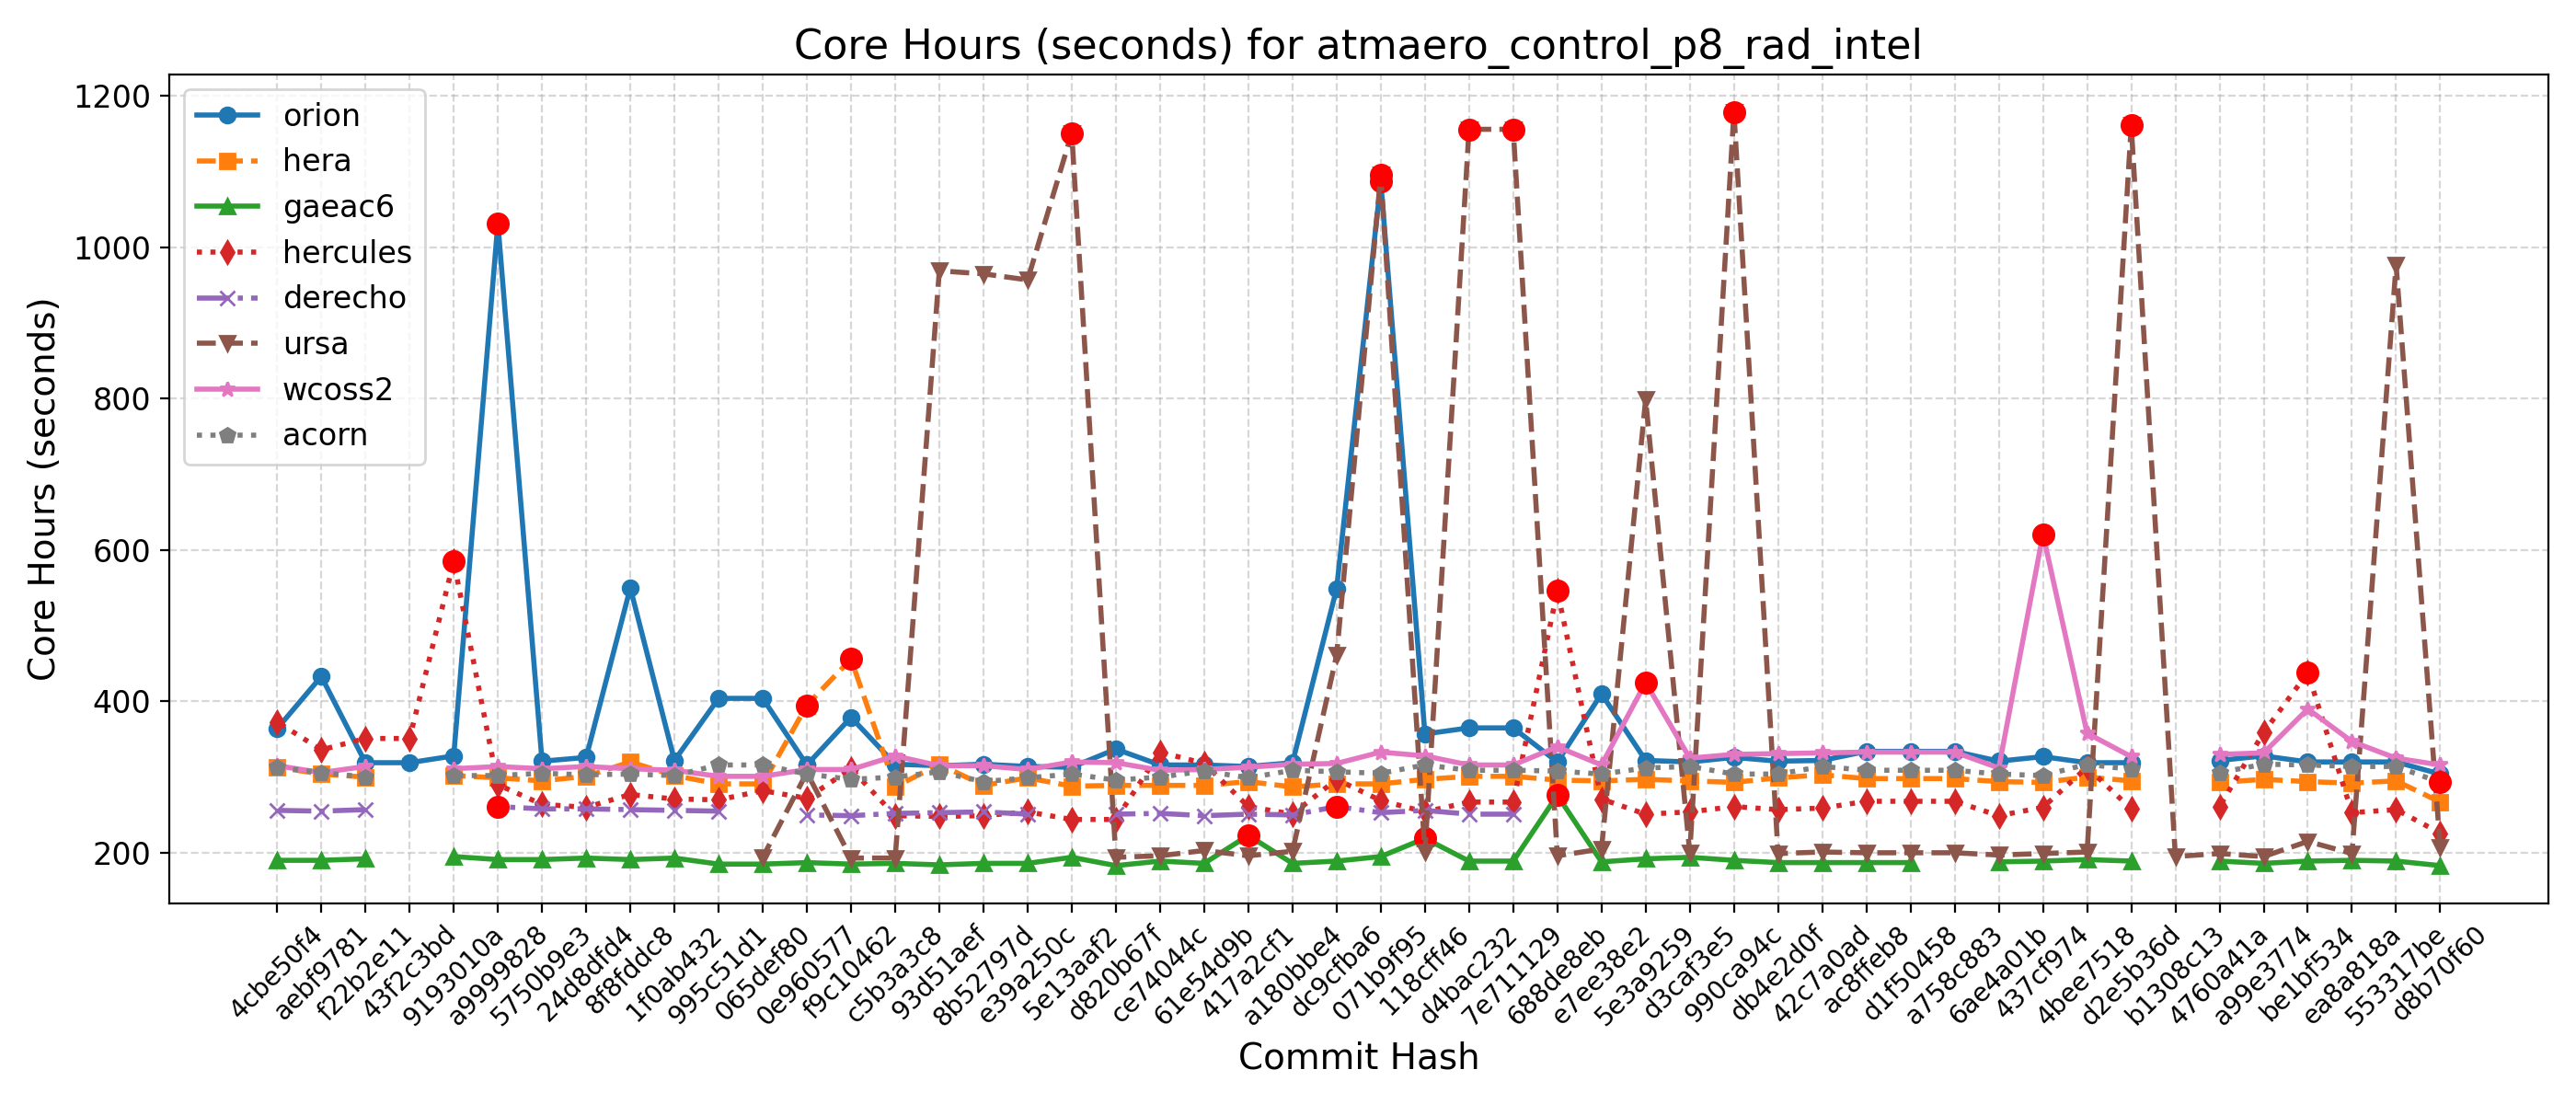 Core Hours (seconds) for atmaero_control_p8_rad_intel
Core Hours (seconds)
1200
1000
800
600
400
200
orion
hera
gaeac6
hercules
derecho
ursa
wcoss2
acorn
4cbe50f4
aebf9781
f22b2e11
43f2c3bd
9193010a
a9999828
5750b9e3
24d8dfd4
8f8fddc8
1f0ab432
995c51d1
065def80
0e960577
f9c10462
c5b3a3c8
93d51aef
8b52797d
e39a250c
5e13aaf2
d820b67f
ce74044c
61e54d9b
417a2cf1
a180bbe4
dc9cfba6
071b9f95
118cff46
d4bac232
7e711129
688de8eb
e7ee38e2
5e3a9259
d3caf3e5
990ca94c
db4e2d0f
42c7a0ad
ac8ffeb8
d1f50458
a758c883
6ae4a01b
437cf974
4bee7518
d2e5b36d
b1308c13
4760a41a
a99e3774
be1bf534
ea8a818a
553317be
d8b70f60
Commit Hash